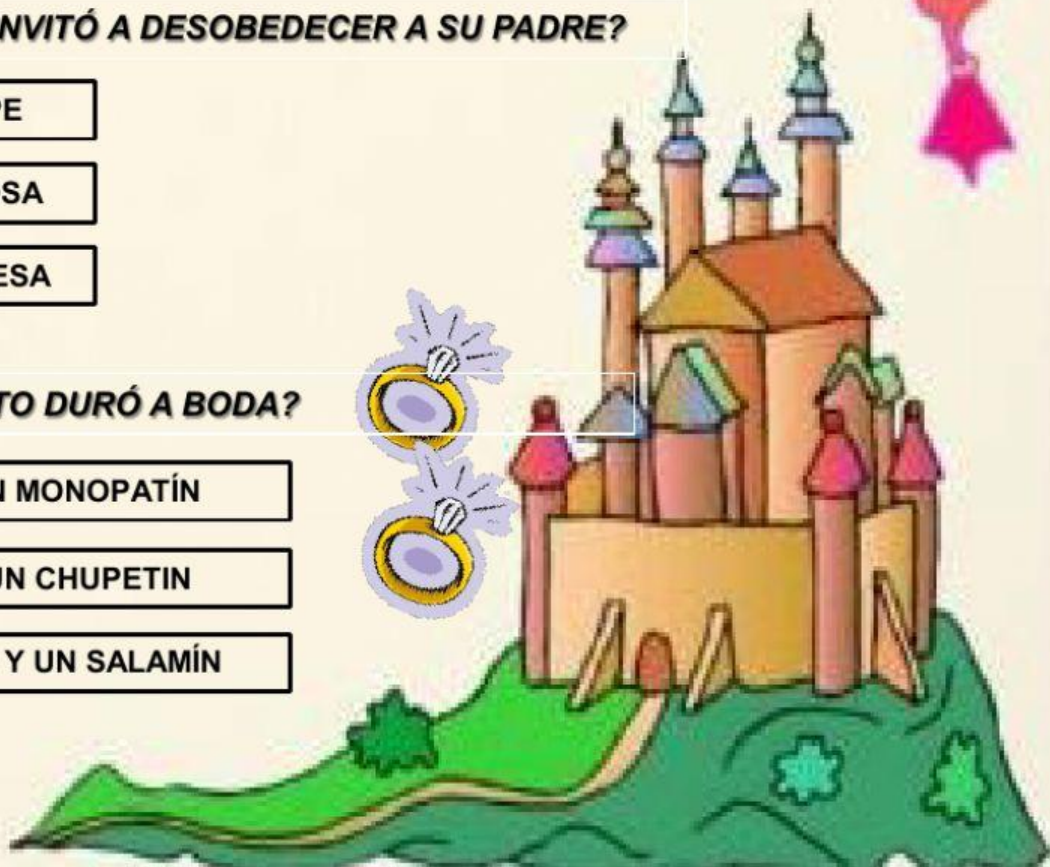 NVITÓ A DESOBEDECER A SU PADRE?
PE
SA
ESA
TO DURÓ A BODA?
N MONOPATÍN
UN CHUPETIN
Y UN SALAMÍN